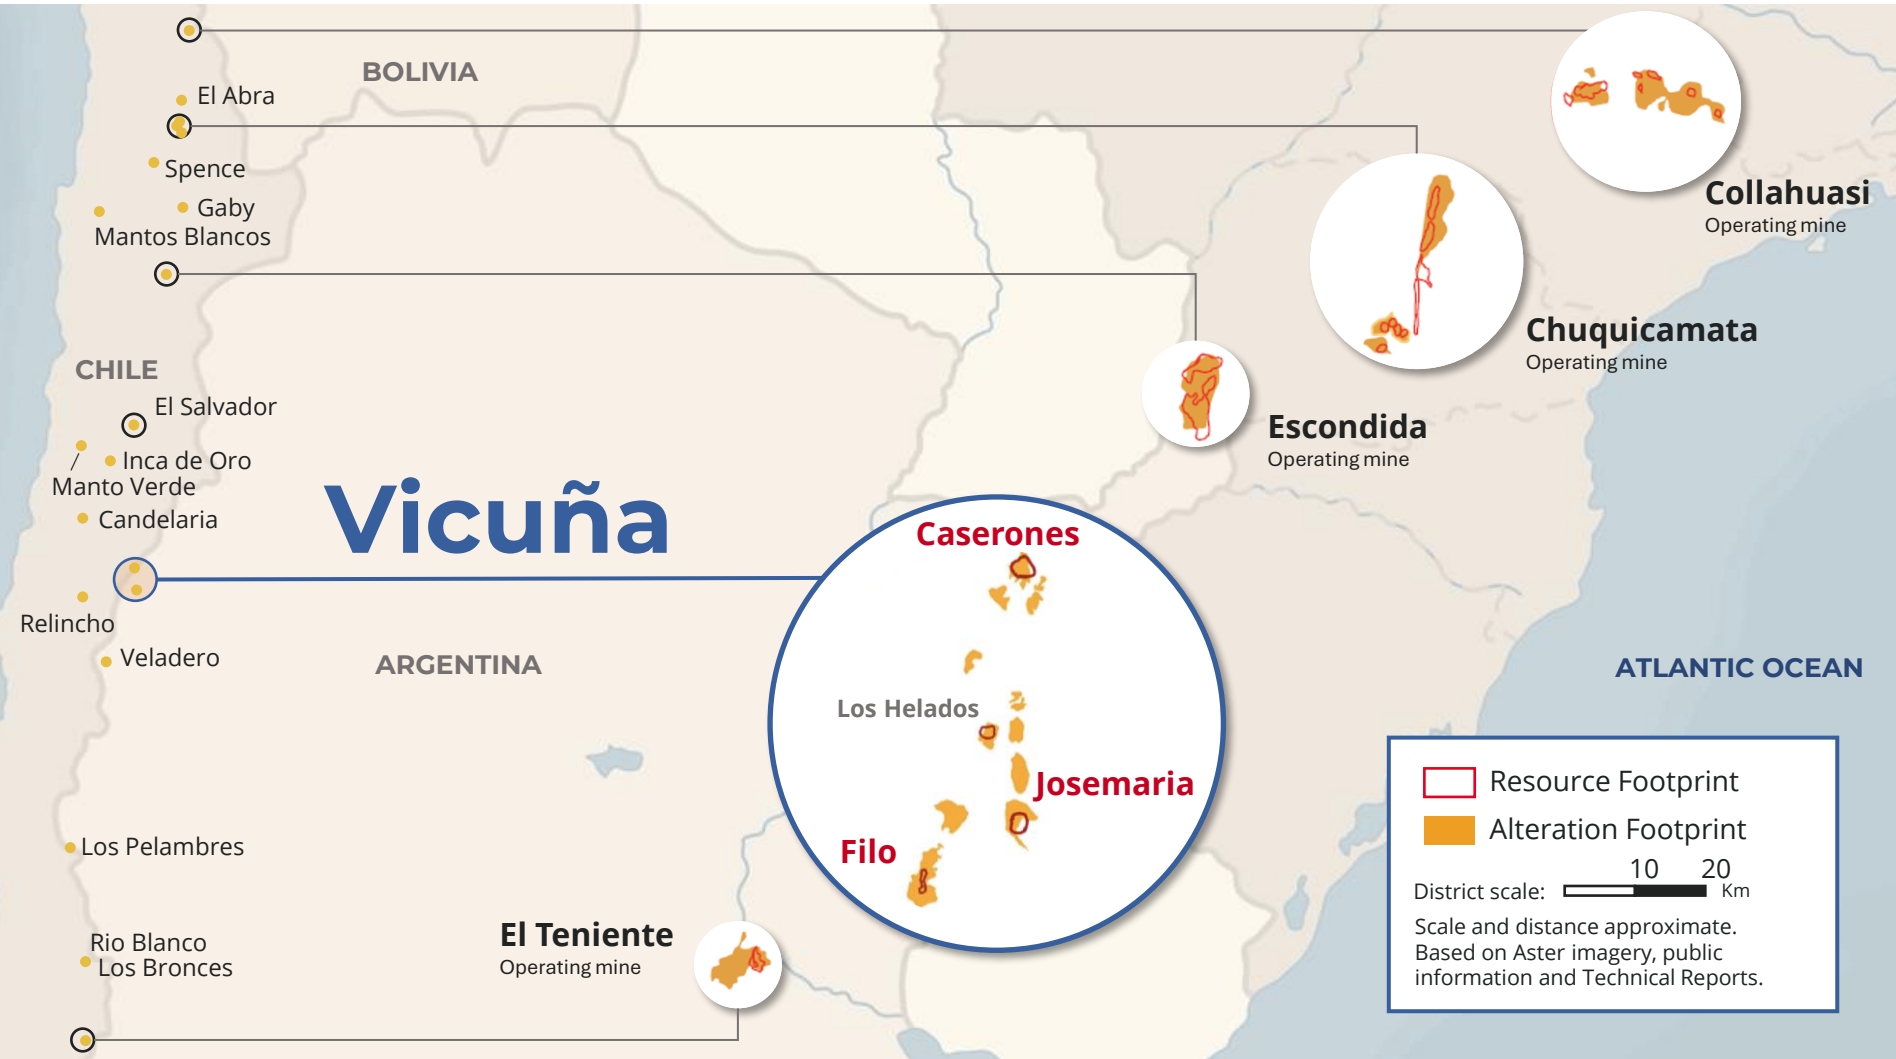 BOLIVIA
El Abra
Spence
Gaby
Mantos Blancos
CHILE
El Salvador
Inca de Oro
Manto Verde
Candelaria
Relincho
Veladero
ARGENTINA
Los Pelambres
Rio Blanco
Los Bronces
Vicuña
Collahuasi
Operating mine
Chuquicamata
Operating mine
Escondida
Operating mine
Caserones
Los Helados
Josemaria
Filo
El Teniente
Operating mine
ATLANTIC OCEAN
Resource Footprint
Alteration Footprint
10 20
District scale: Km
Scale and distance approximate.
Based on Aster imagery, public
information and Technical Reports.